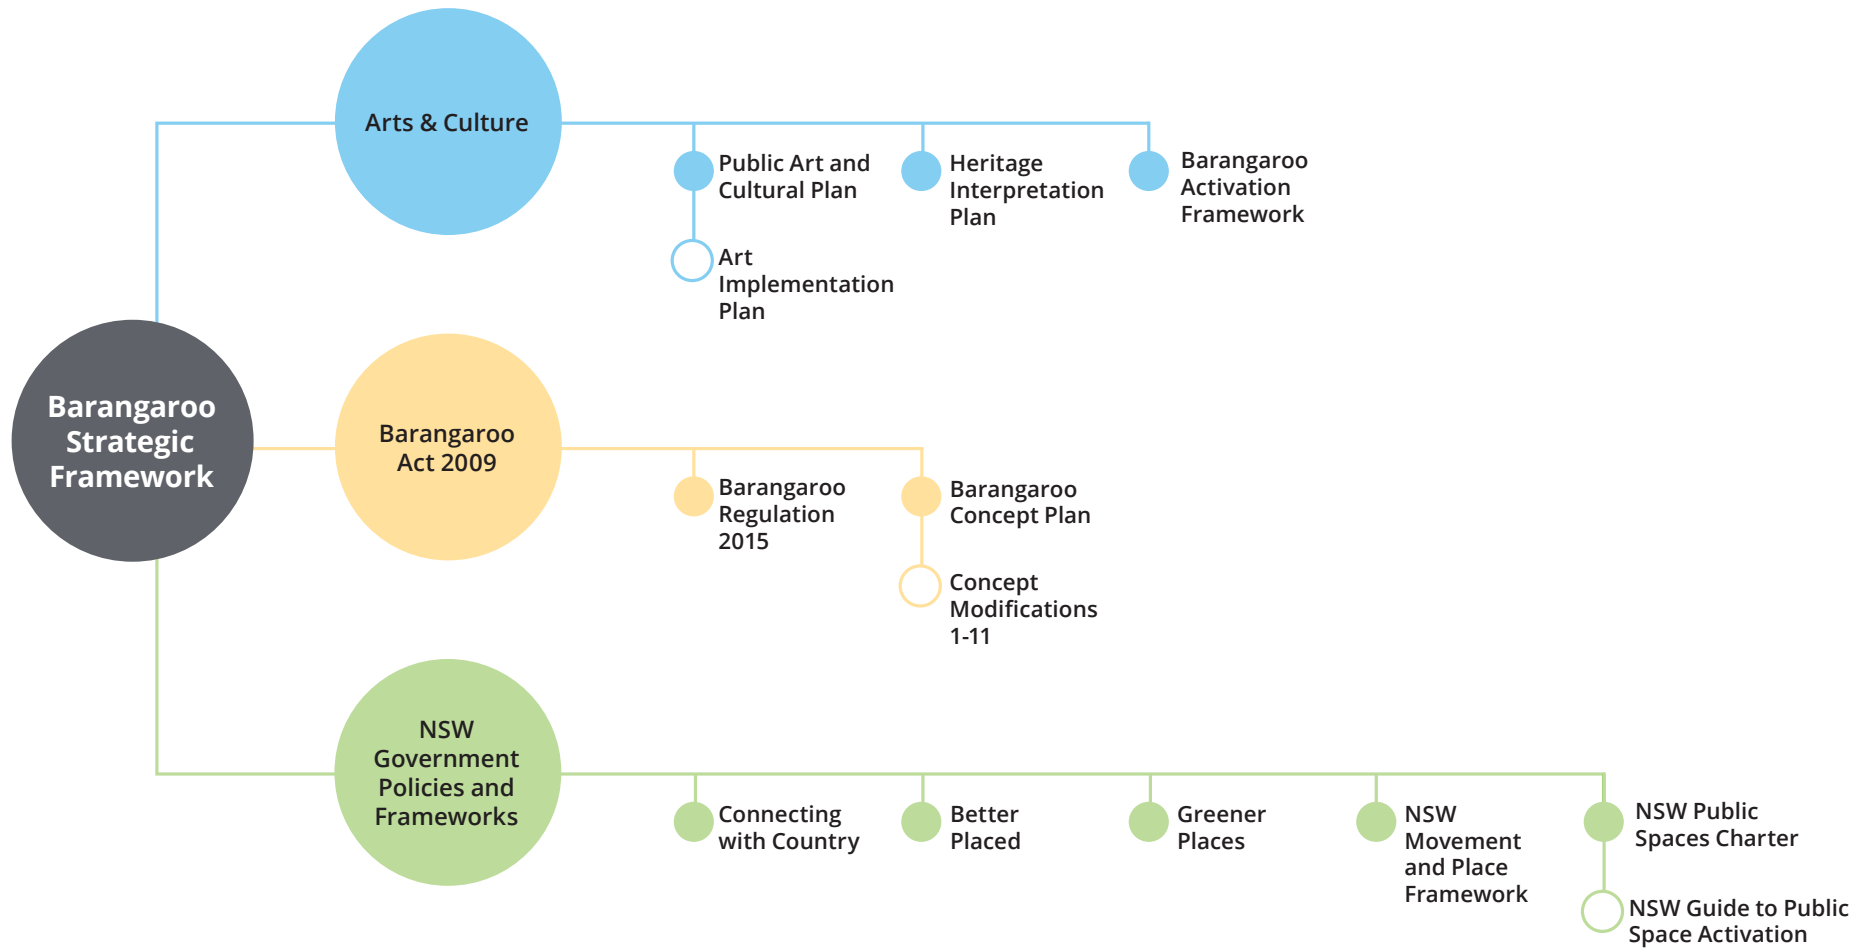 Arts & Culture
Public Art and
Cultural Plan
Heritage
Interpretation
Plan
Barangaroo
Activation
Framework
Art
Implementation
Plan
Barangaroo
Strategic
Framework
Barangaroo
Act 2009
Barangaroo
Regulation
2015
Barangaroo
Concept Plan
Concept
Modifications
1-11
NSW
Government
Policies and
Frameworks
Connecting
with Country
Better
Placed
Greener
Places
NSW
Movement
and Place
Framework
NSW Public
Spaces Charter
NSW Guide to Public
Space Activation